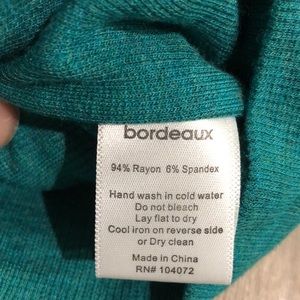 bordeaux
94% Rayon 6% Spandex
Hand wash in cold water
Do not bleach
Lay flat to dry
Cool iron on reverse side
or Dry clean
Made in China
RN# 104072